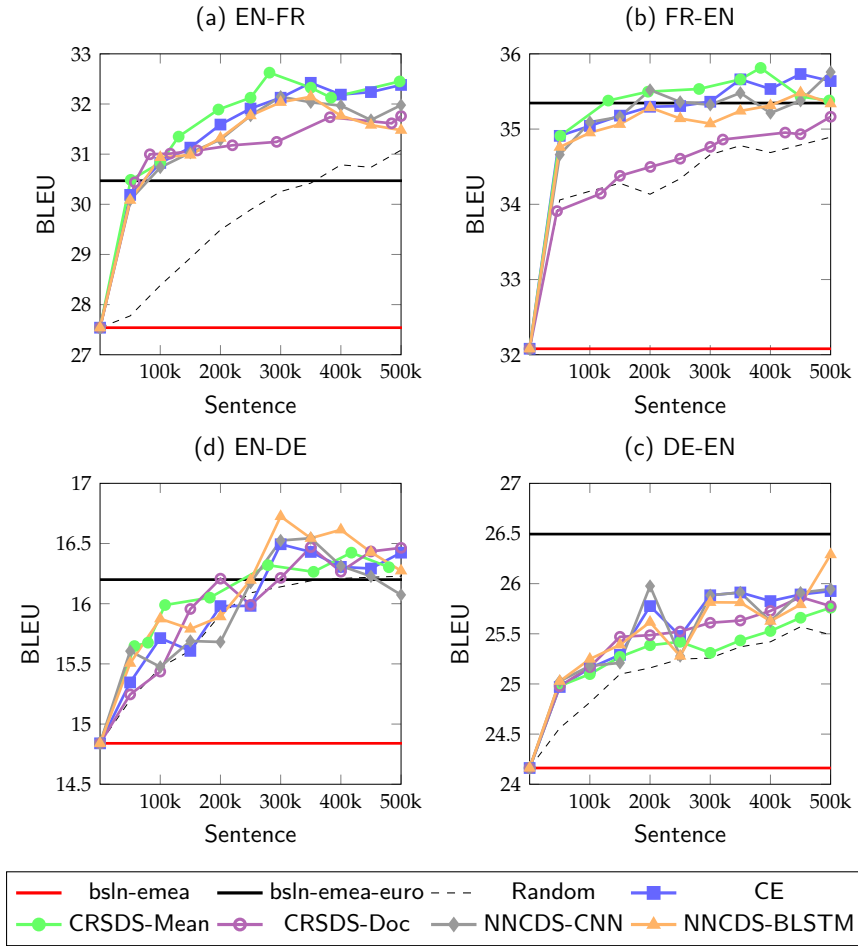 (a) EN-FR
33
32
31
30
29
28
27
BLEU
100k 200k 300k 400k 500k
Sentence
(b) FR-EN
36
35
34
33
32
BLEU
100k 200k 300k 400k 500k
Sentence
(d) EN-DE
17
16.5
16
15.5
15
14.5
BLEU
100k 200k 300k 400k 500k
Sentence
(c) DE-EN
27
26.5
26
25.5
25
24.5
24
BLEU
100k 200k 300k 400k 500k
Sentence
bsln-emea bsln-emea-euro Random CE
CRSDS-Mean CRSDS-Doc NNCDS-CNN NNCDS-BLSTM